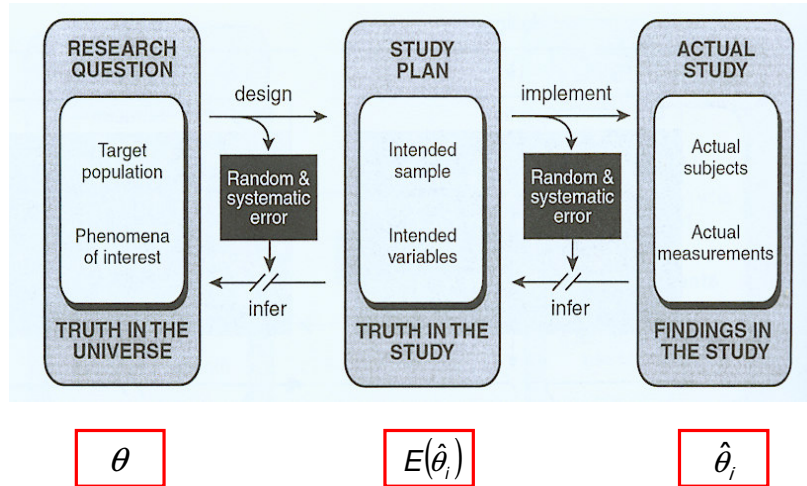 RESEARCH
QUESTION
Target
population
Phenomena
of interest
TRUTH IN THE
UNIVERSE
design
Random &
systematic
error
infer
STUDY
PLAN
Intended
sample
Intended
variables
TRUTH IN THE
STUDY
implement
Random &
systematic
error
infer
ACTUAL
STUDY
Actual
subjects
Actual
measurements
FINDINGS IN
THE STUDY
θ
E(θ̂ᵢ)
θ̂ᵢ